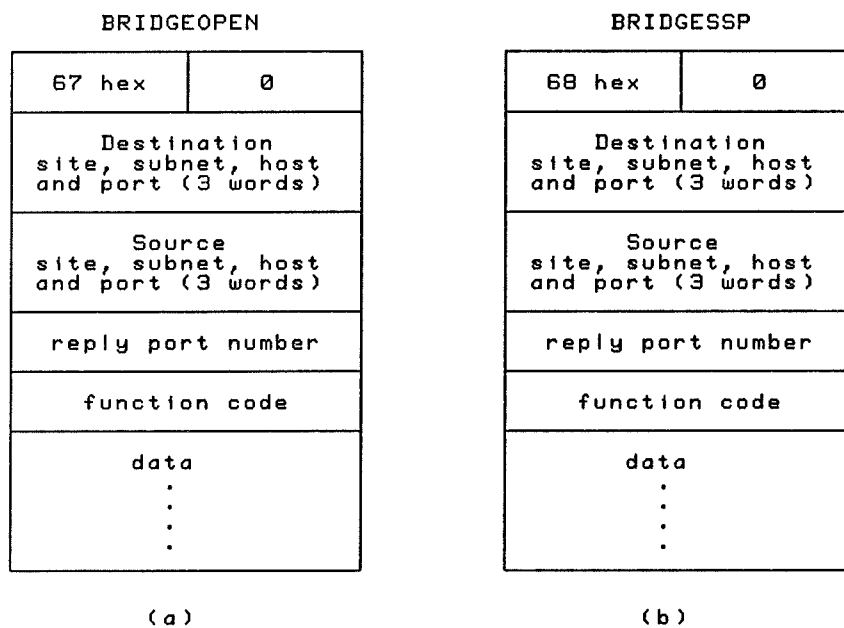 BRIDGEOPEN
67 hex 0
Destination
site, subnet, host
and port (3 words)
Source
site, subnet, host
and port (3 words)
reply port number
function code
data
.
.
.
.
(a)
BRIDGESSP
68 hex 0
Destination
site, subnet, host
and port (3 words)
Source
site, subnet, host
and port (3 words)
reply port number
function code
data
.
.
.
.
(b)